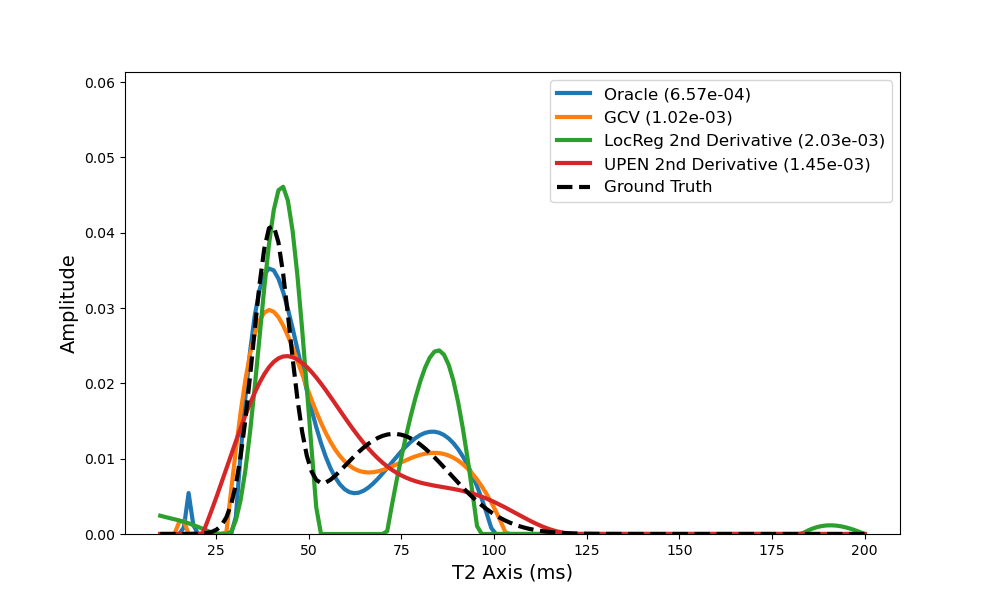 0.06
0.05
0.04
0.03
0.02
0.01
0.00
Amplitude
25
50
75
100
125
150
175
200
T2 Axis (ms)
Oracle (6.57e-04)
GCV (1.02e-03)
LocReg 2nd Derivative (2.03e-03)
UPEN 2nd Derivative (1.45e-03)
Ground Truth